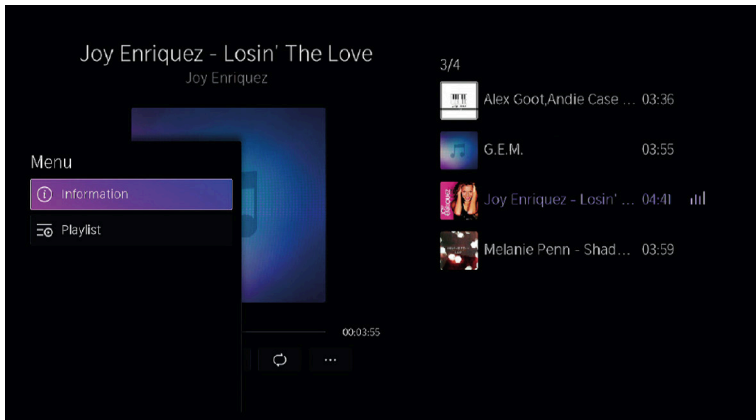 Joy Enriquez - Losin' The Love
Joy Enriquez
Menu
Information
Playlist
00:03:55
...
3/4
Alex Goot,Andie Case ... 03:36
G.E.M. 03:55
Joy Enriquez - Losin' ... 04:41
Melanie Penn - Shad... 03:59